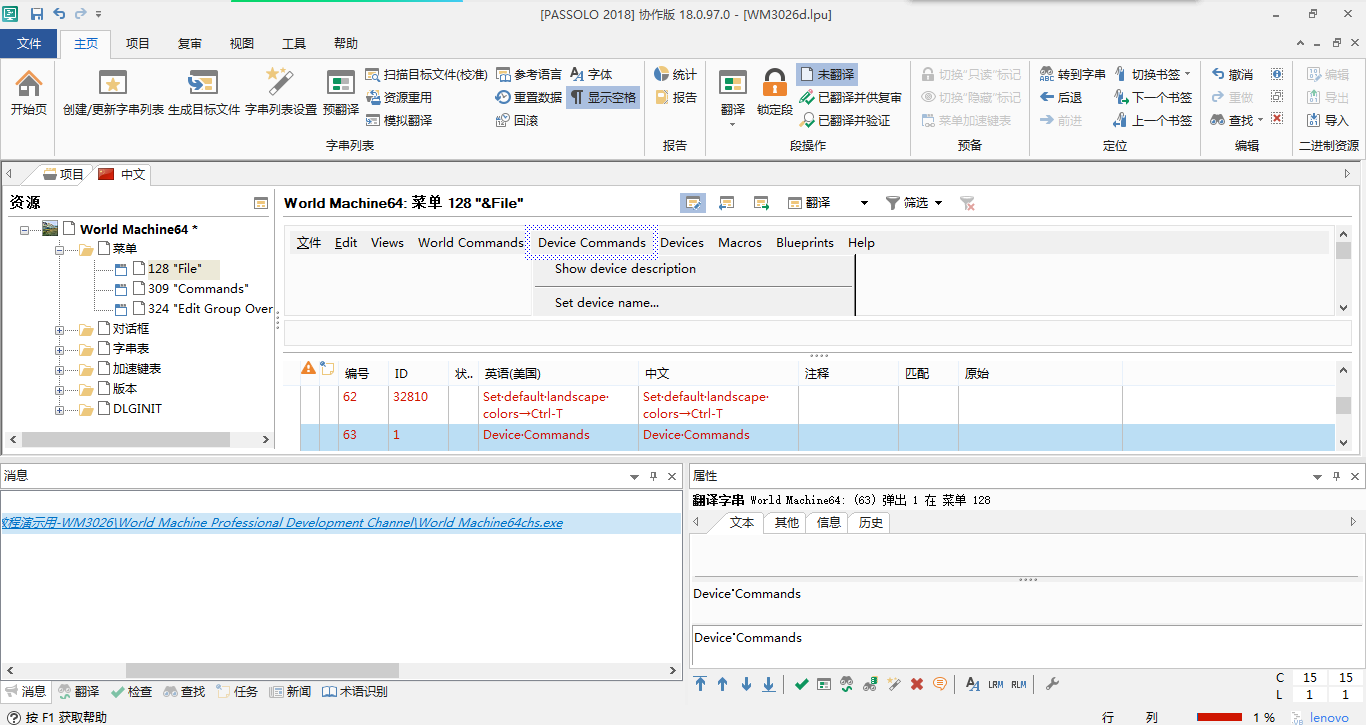 [PASSOLO 2018] 协作版 18.0.97.0 - [WM3026d.lpu]
文件 主页 项目 复审 视图 工具 帮助
开始页
创建/更新字串列表 生成目标文件 字串列表设置 预翻译
扫描目标文件(校准) 参考语言 字体
资源重用 重置数据 显示空格
模拟翻译 回滚
字串列表
统计
报告
报告
翻译 锁定段
未翻译
已翻译并供复审
已翻译并验证
段操作
切换"只读"标记
切换"隐藏"标记
菜单加速键表
预备
转到字串 切换书签
后退 下一个书签
前进 上一个书签
定位
撤消
重做
查找
编辑
编辑
导出
导入
二进制资源
项目 中文
资源
World Machine64 *
菜单
128 "File"
309 "Commands"
324 "Edit Group Over
对话框
字串表
加速键表
版本
DLGINIT
World Machine64: 菜单 128 "&File"
翻译 筛选
文件 Edit Views World Commands Device Commands Devices Macros Blueprints Help
Show device description
Set device name...
编号 ID 状.. 英语(美国) 中文 注释 匹配 原始
62 32810 Set·default·landscape·colors→Ctrl-T Set·default·landscape·colors→Ctrl-T
63 1 Device·Commands Device·Commands
消息
程演示用-WM3026\World Machine Professional Development Channel\World Machine64chs.exe
消息 翻译 检查 查找 任务 新闻 术语识别
属性
翻译字串 World Machine64: (63) 弹出 1 在 菜单 128
文本 其他 信息 历史
Device·Commands
Device·Commands
LRM RLM
C 15 15
L 1 1
按 F1 获取帮助
行 列 1 % lenovo